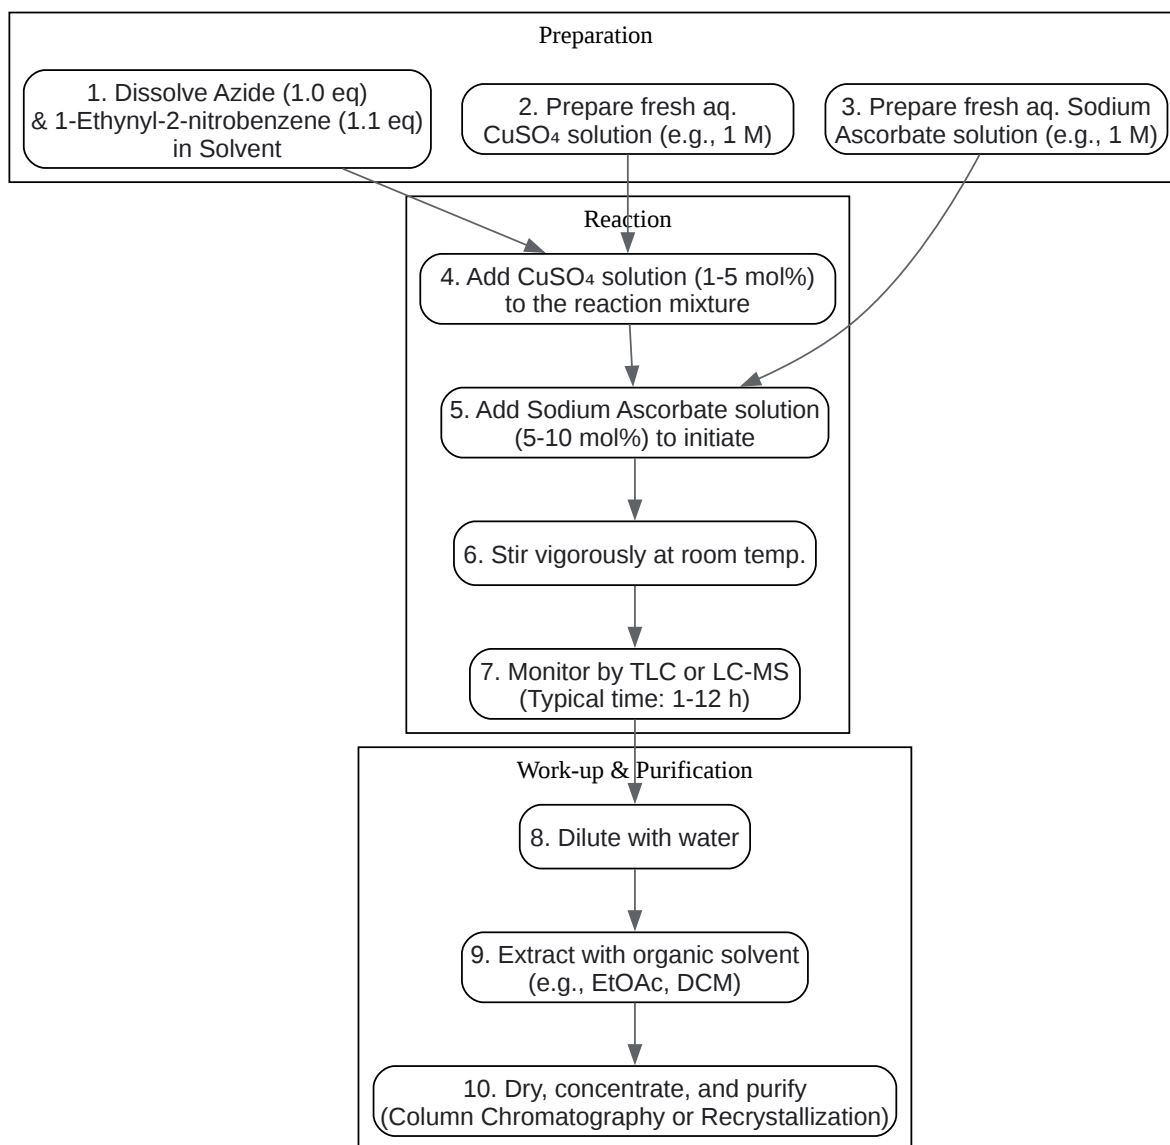 Preparation
1. Dissolve Azide (1.0 eq)
& 1-Ethynyl-2-nitrobenzene (1.1 eq)
in Solvent
2. Prepare fresh aq.
CuSO₄ solution (e.g., 1 M)
3. Prepare fresh aq. Sodium
Ascorbate solution (e.g., 1 M)
Reaction
4. Add CuSO₄ solution (1-5 mol%)
to the reaction mixture
5. Add Sodium Ascorbate solution
(5-10 mol%) to initiate
6. Stir vigorously at room temp.
7. Monitor by TLC or LC-MS
(Typical time: 1-12 h)
Work-up & Purification
8. Dilute with water
9. Extract with organic solvent
(e.g., EtOAc, DCM)
10. Dry, concentrate, and purify
(Column Chromatography or Recrystallization)